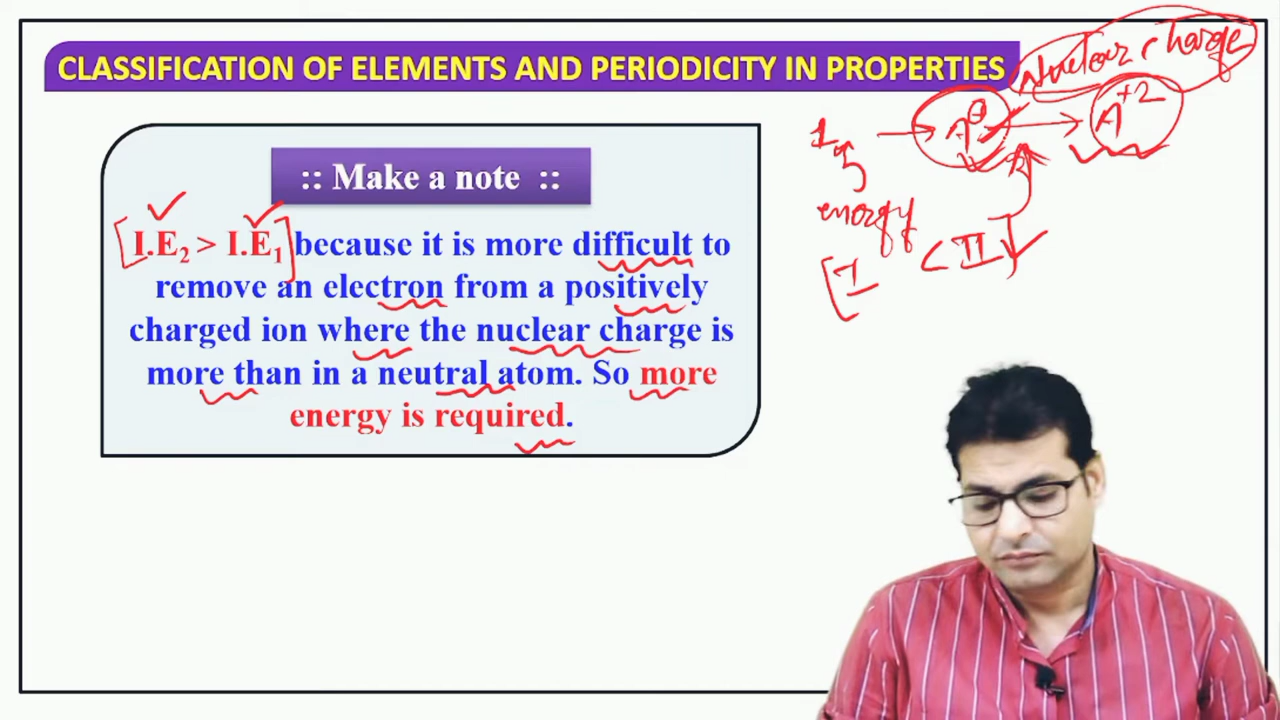 CLASSIFICATION OF ELEMENTS AND PERIODICITY IN PROPERTIES
Nuclear charge
:: Make a note ::
A⊕ → A+2
energy
I < II
I.E₂ > I.E₁ because it is more difficult to
remove an electron from a positively
charged ion where the nuclear charge is
more than in a neutral atom. So more
energy is required.